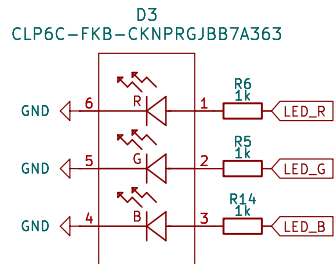 D3
CLP6C-FKB-CKNPRGJBB7A363
R6
1k
GND 6 R 1 LED_R
R5
1k
GND 5 G 2 LED_G
R14
1k
GND 4 B 3 LED_B